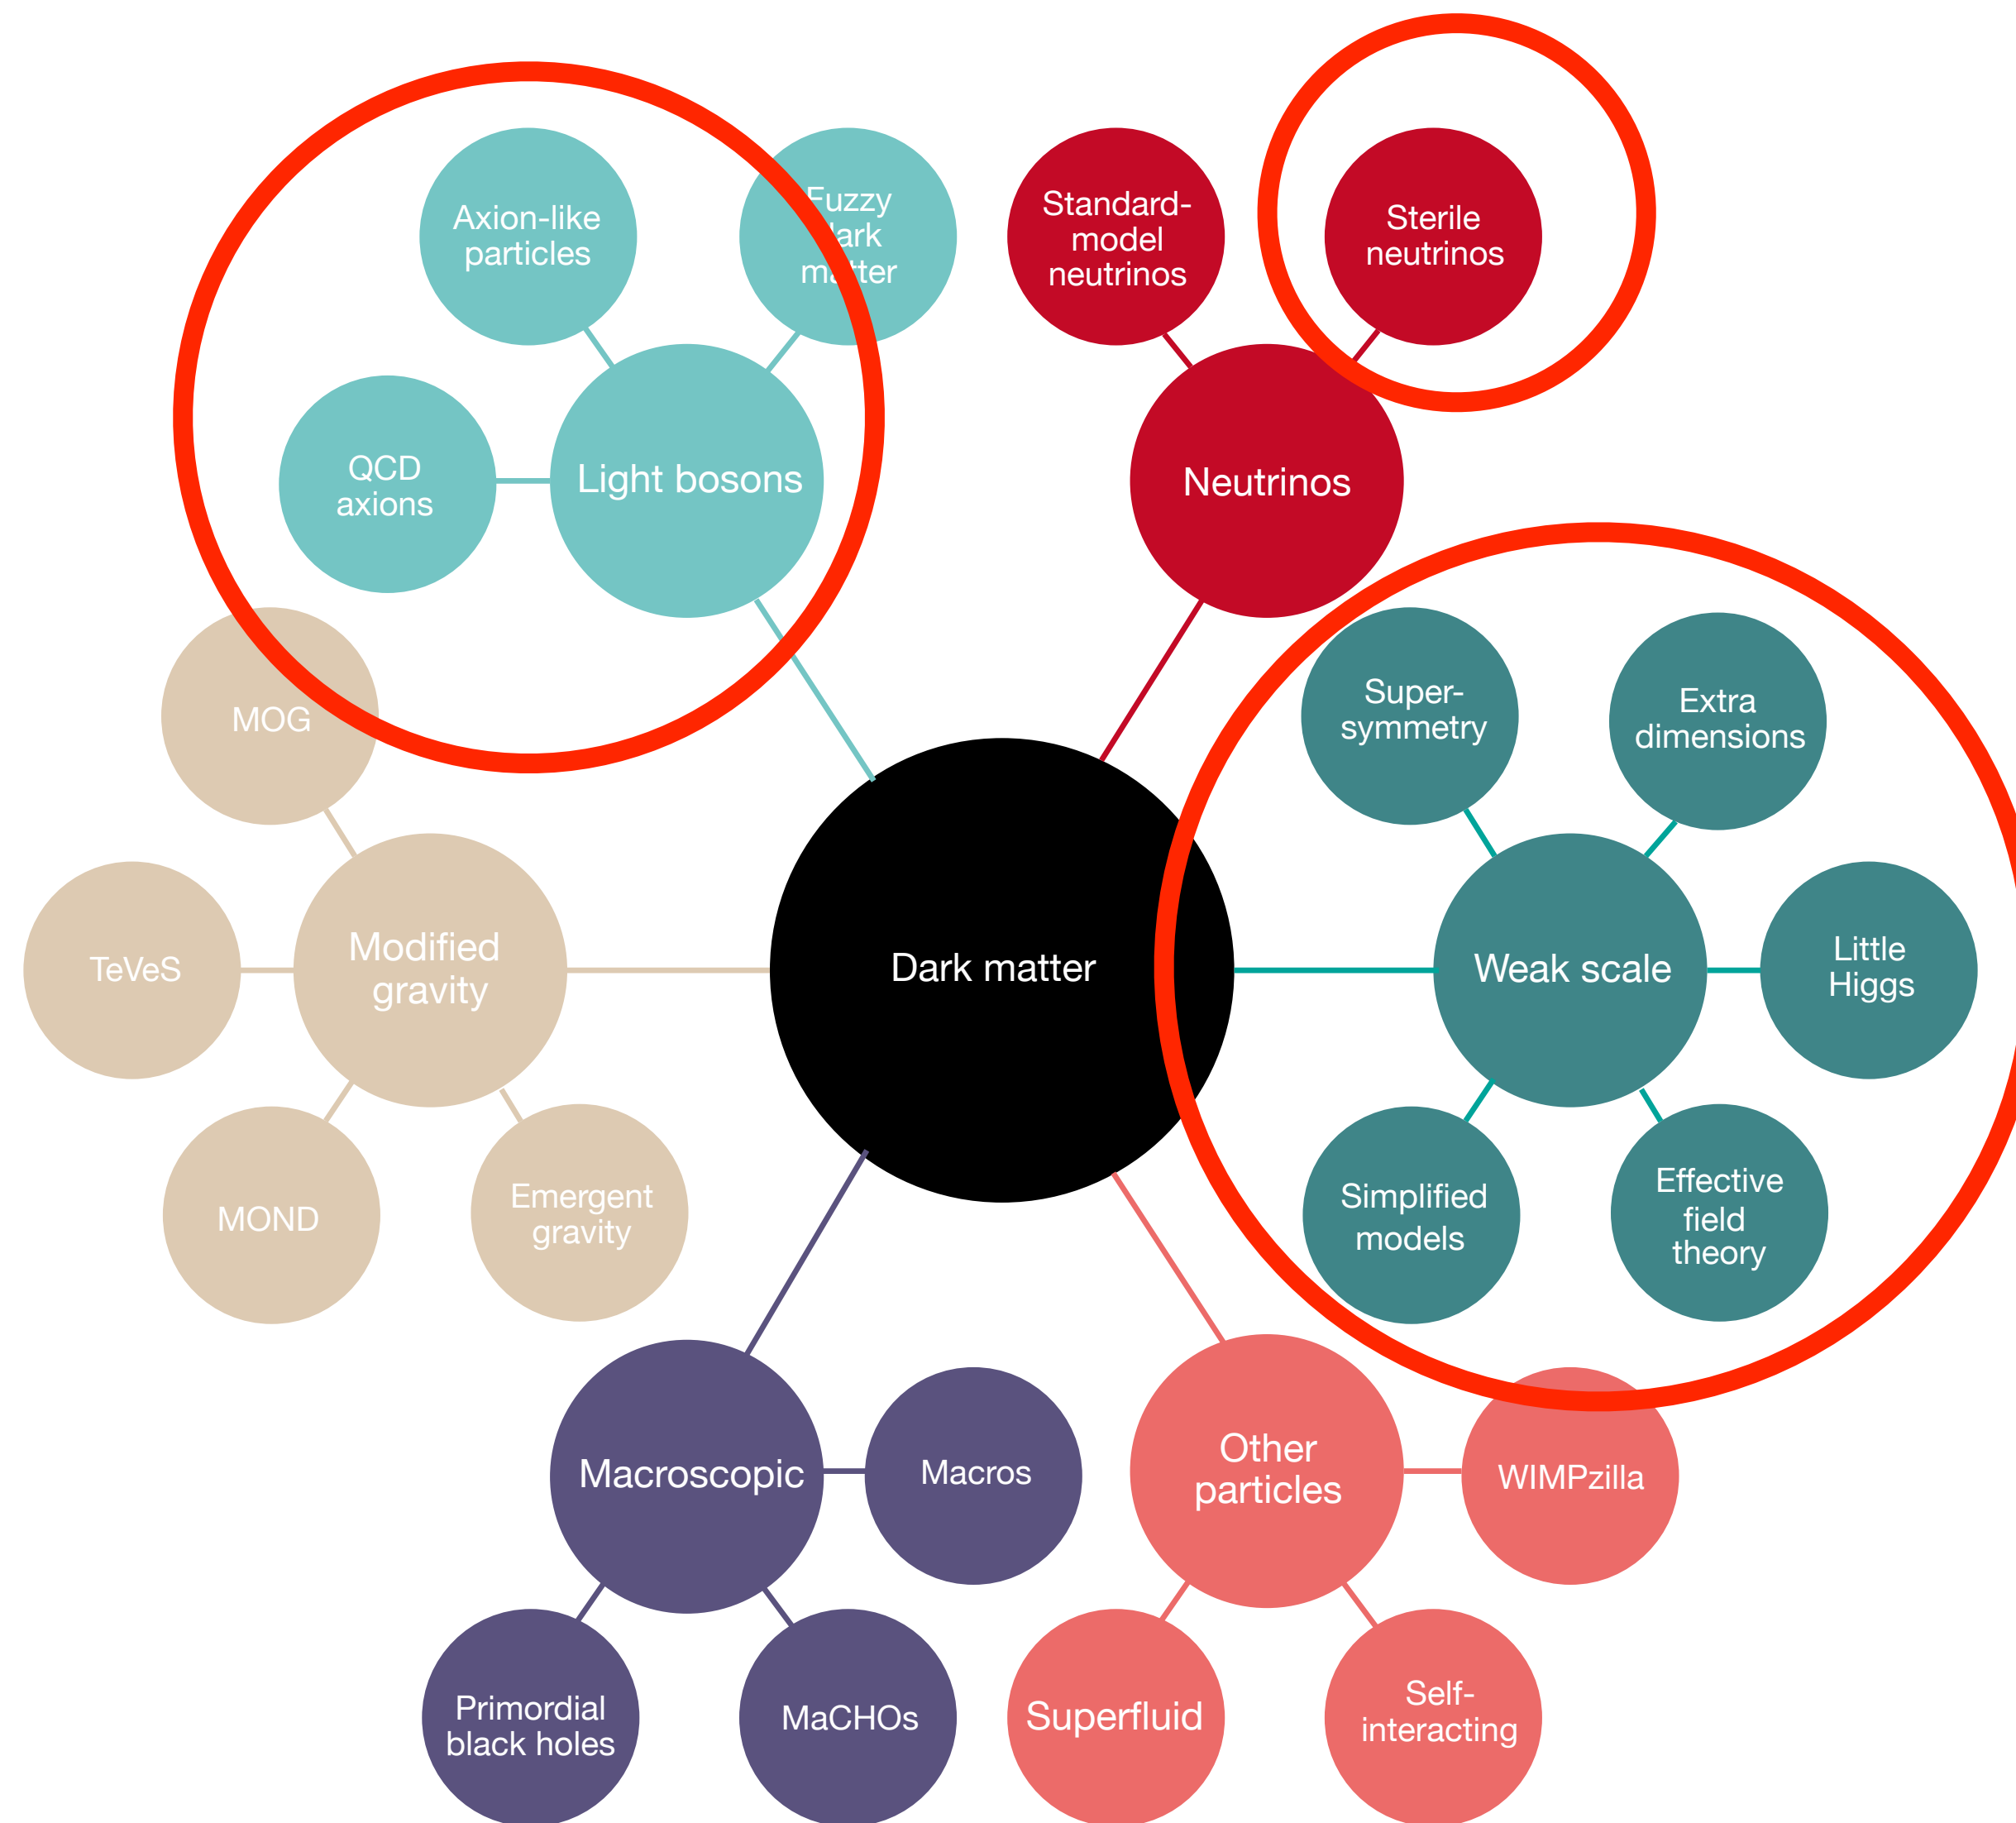 Axion-like
particles
Fuzzy
dark
matter
Standard-
model
neutrinos
Sterile
neutrinos
QCD
axions
Light bosons
Neutrinos
MOG
Super-
symmetry
Extra
dimensions
TeVeS
Modified
gravity
Dark matter
Weak scale
Little
Higgs
MOND
Emergent
gravity
Simplified
models
Effective
field
theory
Macroscopic
Macros
Other
particles
WIMPzilla
Primordial
black holes
MaCHOs
Superfluid
Self-
interacting